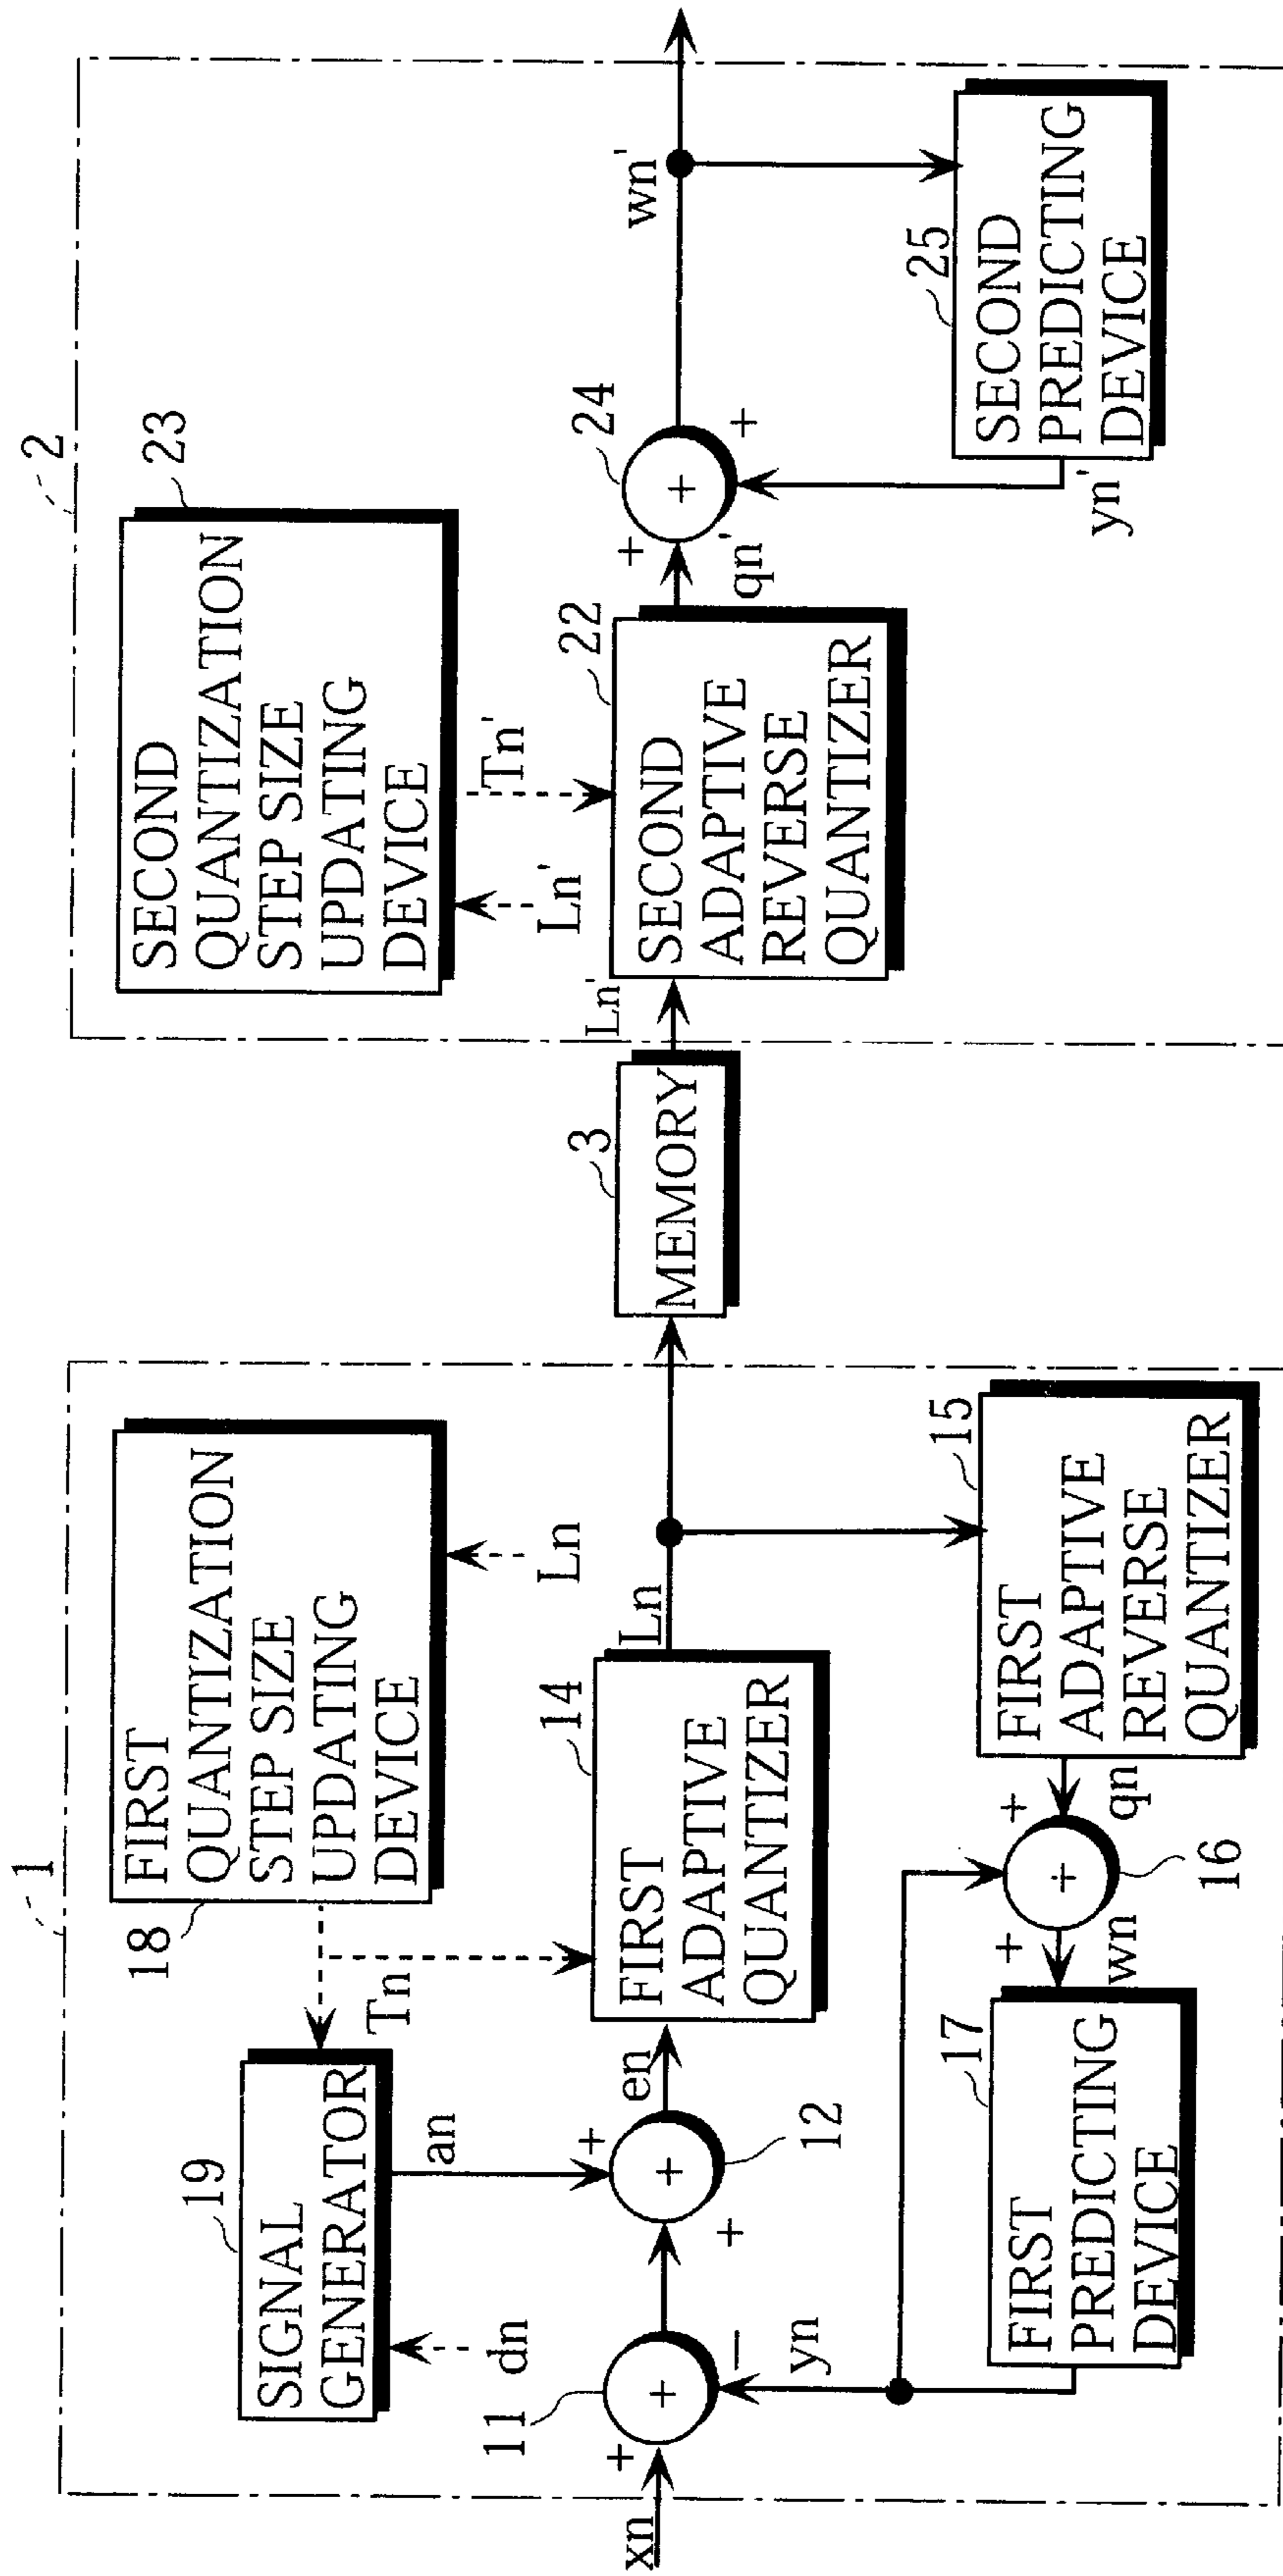 1
FIRST
QUANTIZATION
STEP SIZE
UPDATING
DEVICE
18
19
SIGNAL
GENERATOR
Tn
Ln
dn
an
14
FIRST
ADAPTIVE
QUANTIZER
Ln
xn
+
11
+
−
yn
+
+
+
12
en
15
FIRST
ADAPTIVE
REVERSE
QUANTIZER
qn
+
+
+
16
wn
17
FIRST
PREDICTING
DEVICE
3
MEMORY
2
SECOND
QUANTIZATION
STEP SIZE
UPDATING
DEVICE
23
Ln'
Tn'
Ln'
22
SECOND
ADAPTIVE
REVERSE
QUANTIZER
qn'
+
+
+
24
wn'
yn'
25
SECOND
PREDICTING
DEVICE